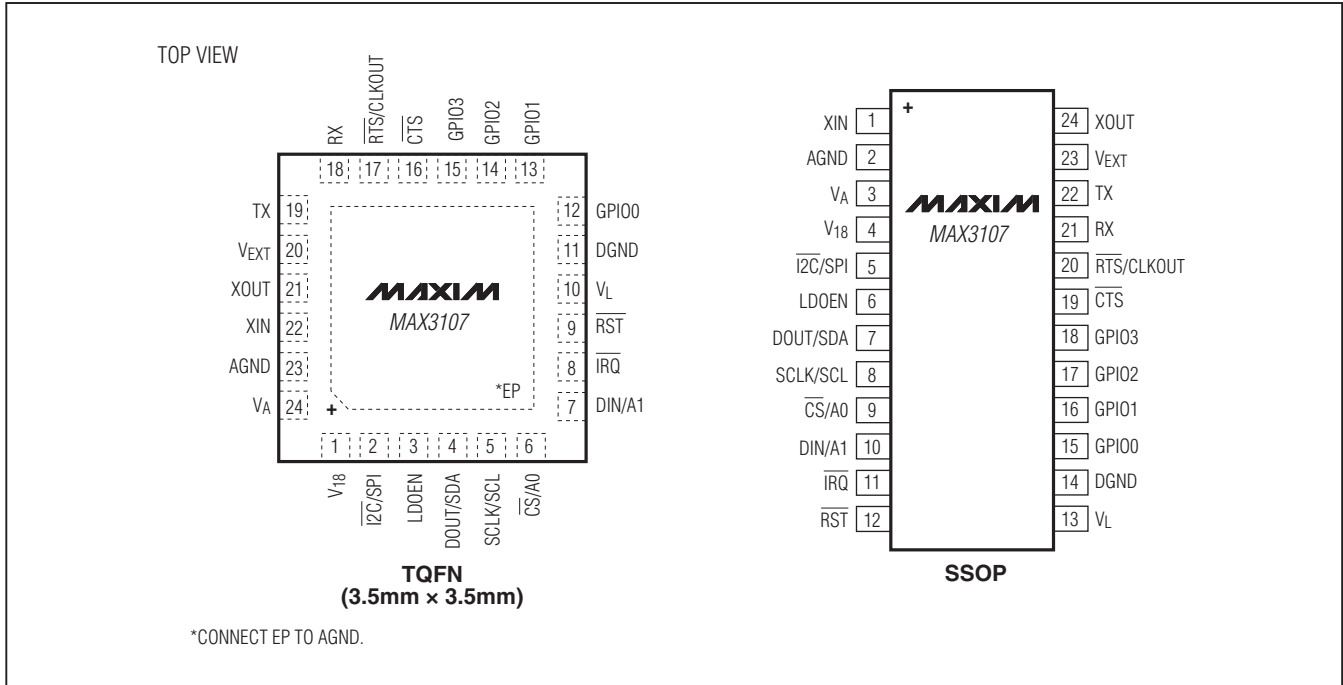 TOP VIEW
RX
RTS/CLKOUT
CTS
GPIO3
GPIO2
GPIO1
18 17 16 15 14 13
TX 19
VEXT 20
XOUT 21
XIN 22
AGND 23
VA 24
12 GPIO0
11 DGND
10 VL
9 RST
8 IRQ
7 DIN/A1
MAXIM
MAX3107
*EP
+
1 2 3 4 5 6
V18
I2C/SPI
LDOEN
DOUT/SDA
SCLK/SCL
CS/A0
TQFN
(3.5mm × 3.5mm)
*CONNECT EP TO AGND.
+
MAXIM
MAX3107
XIN 1
AGND 2
VA 3
V18 4
I2C/SPI 5
LDOEN 6
DOUT/SDA 7
SCLK/SCL 8
CS/A0 9
DIN/A1 10
IRQ 11
RST 12
24 XOUT
23 VEXT
22 TX
21 RX
20 RTS/CLKOUT
19 CTS
18 GPIO3
17 GPIO2
16 GPIO1
15 GPIO0
14 DGND
13 VL
SSOP